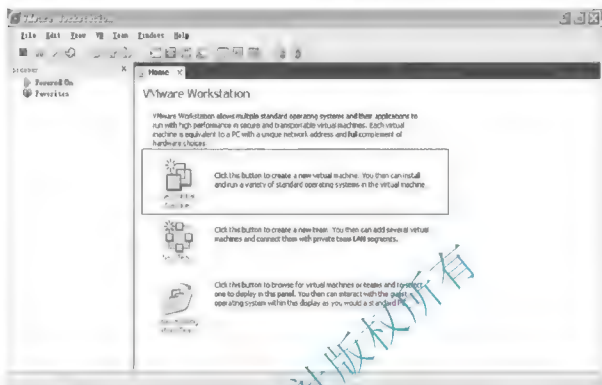 VMware Workstation
File Edit View VM Team Windows Help
Powered On
Favorites
Home
VMware Workstation
VMware Workstation allows multiple standard operating systems and their applications to
run with high performance in secure and transportable virtual machines. Each virtual
machine is equivalent to a PC with a unique network address and full complement of
hardware choices.
Click this button to create a new virtual machine. You then can install
and run a variety of standard operating systems in the virtual machine.
Click this button to create a new team. You then can add several virtual
machines and connect them with private team LAN segments.
Click this button to browse for virtual machines or teams and to select
one to display in this panel. You then can interact with the guest
operating system within this display as you would a standard PC.
版权所有